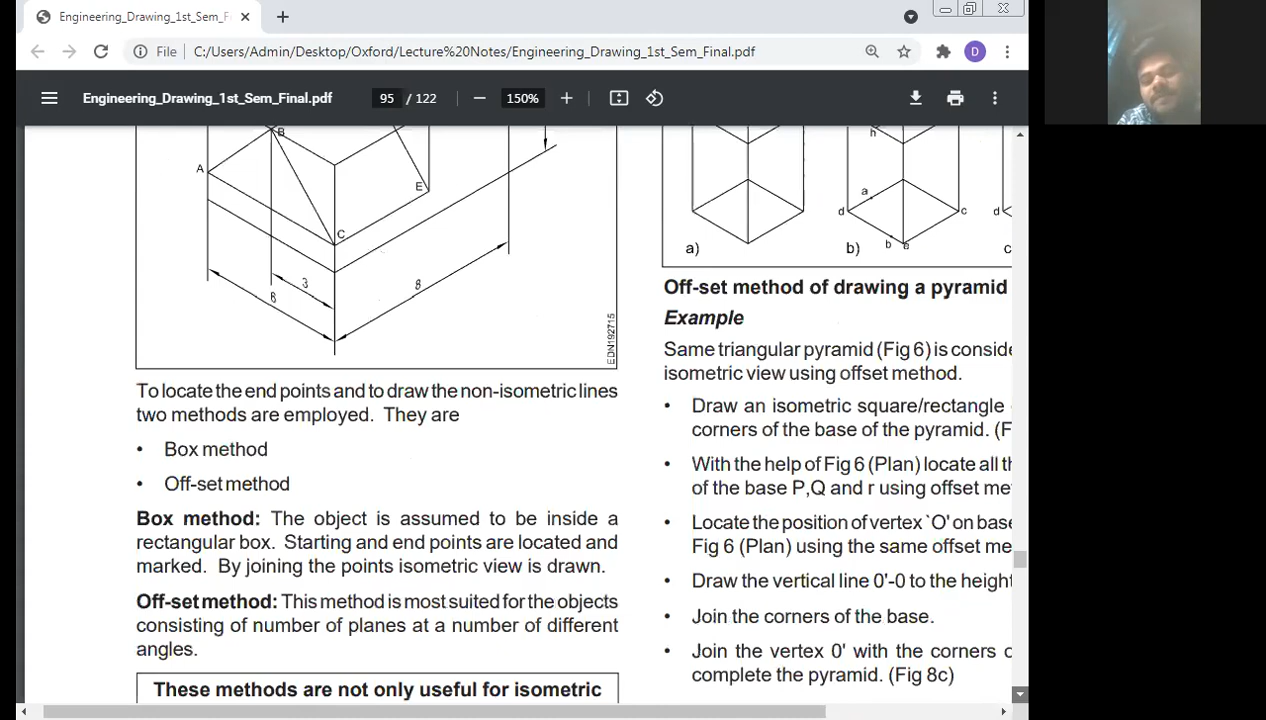 Engineering_Drawing_1st_Sem_Fin
File
C:/Users/Admin/Desktop/Oxford/Lecture%20Notes/Engineering_Drawing_1st_Sem_Final.pdf
D
Engineering_Drawing_1st_Sem_Final.pdf
95 / 122
150%
B
A
E
C
3
6
8
EDN192715
To locate the end points and to draw the non-isometric lines
two methods are employed. They are
• Box method
• Off-set method
Box method: The object is assumed to be inside a
rectangular box. Starting and end points are located and
marked. By joining the points isometric view is drawn.
Off-set method: This method is most suited for the objects
consisting of number of planes at a number of different
angles.
These methods are not only useful for isometric
h
a
d
c
b
e
d
a)
b)
c
Off-set method of drawing a pyramid
Example
Same triangular pyramid (Fig 6) is conside
isometric view using offset method.
• Draw an isometric square/rectangle
corners of the base of the pyramid. (F
• With the help of Fig 6 (Plan) locate all th
of the base P,Q and r using offset me
• Locate the position of vertex `O' on base
Fig 6 (Plan) using the same offset me
• Draw the vertical line 0'-0 to the height
• Join the corners of the base.
• Join the vertex 0' with the corners o
complete the pyramid. (Fig 8c)